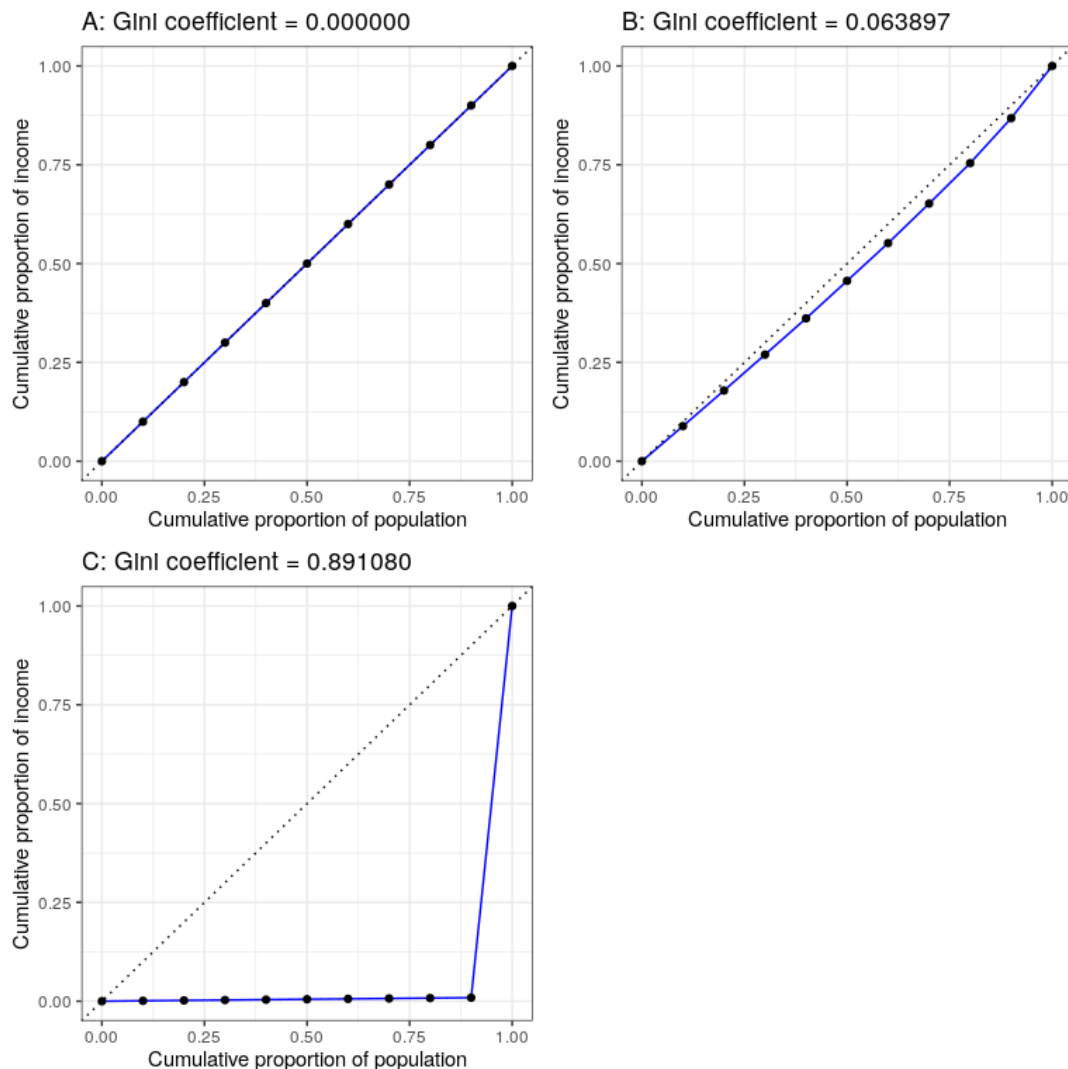 A: GinI coefficient = 0.000000
1.00
0.75
0.50
0.25
0.00
Cumulative proportion of income
0.00 0.25 0.50 0.75 1.00
Cumulative proportion of population
B: GinI coefficient = 0.063897
1.00
0.75
0.50
0.25
0.00
Cumulative proportion of income
0.00 0.25 0.50 0.75 1.00
Cumulative proportion of population
C: GinI coefficient = 0.891080
1.00
0.75
0.50
0.25
0.00
Cumulative proportion of income
0.00 0.25 0.50 0.75 1.00
Cumulative proportion of population